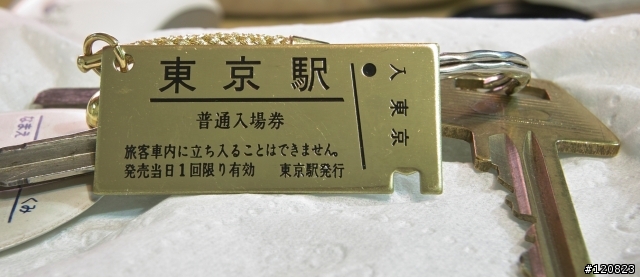 東京駅
普通入場券
旅客車内に立ち入ることはできません。
発売当日1回限り有効 東京駅発行
入 東京
#120823